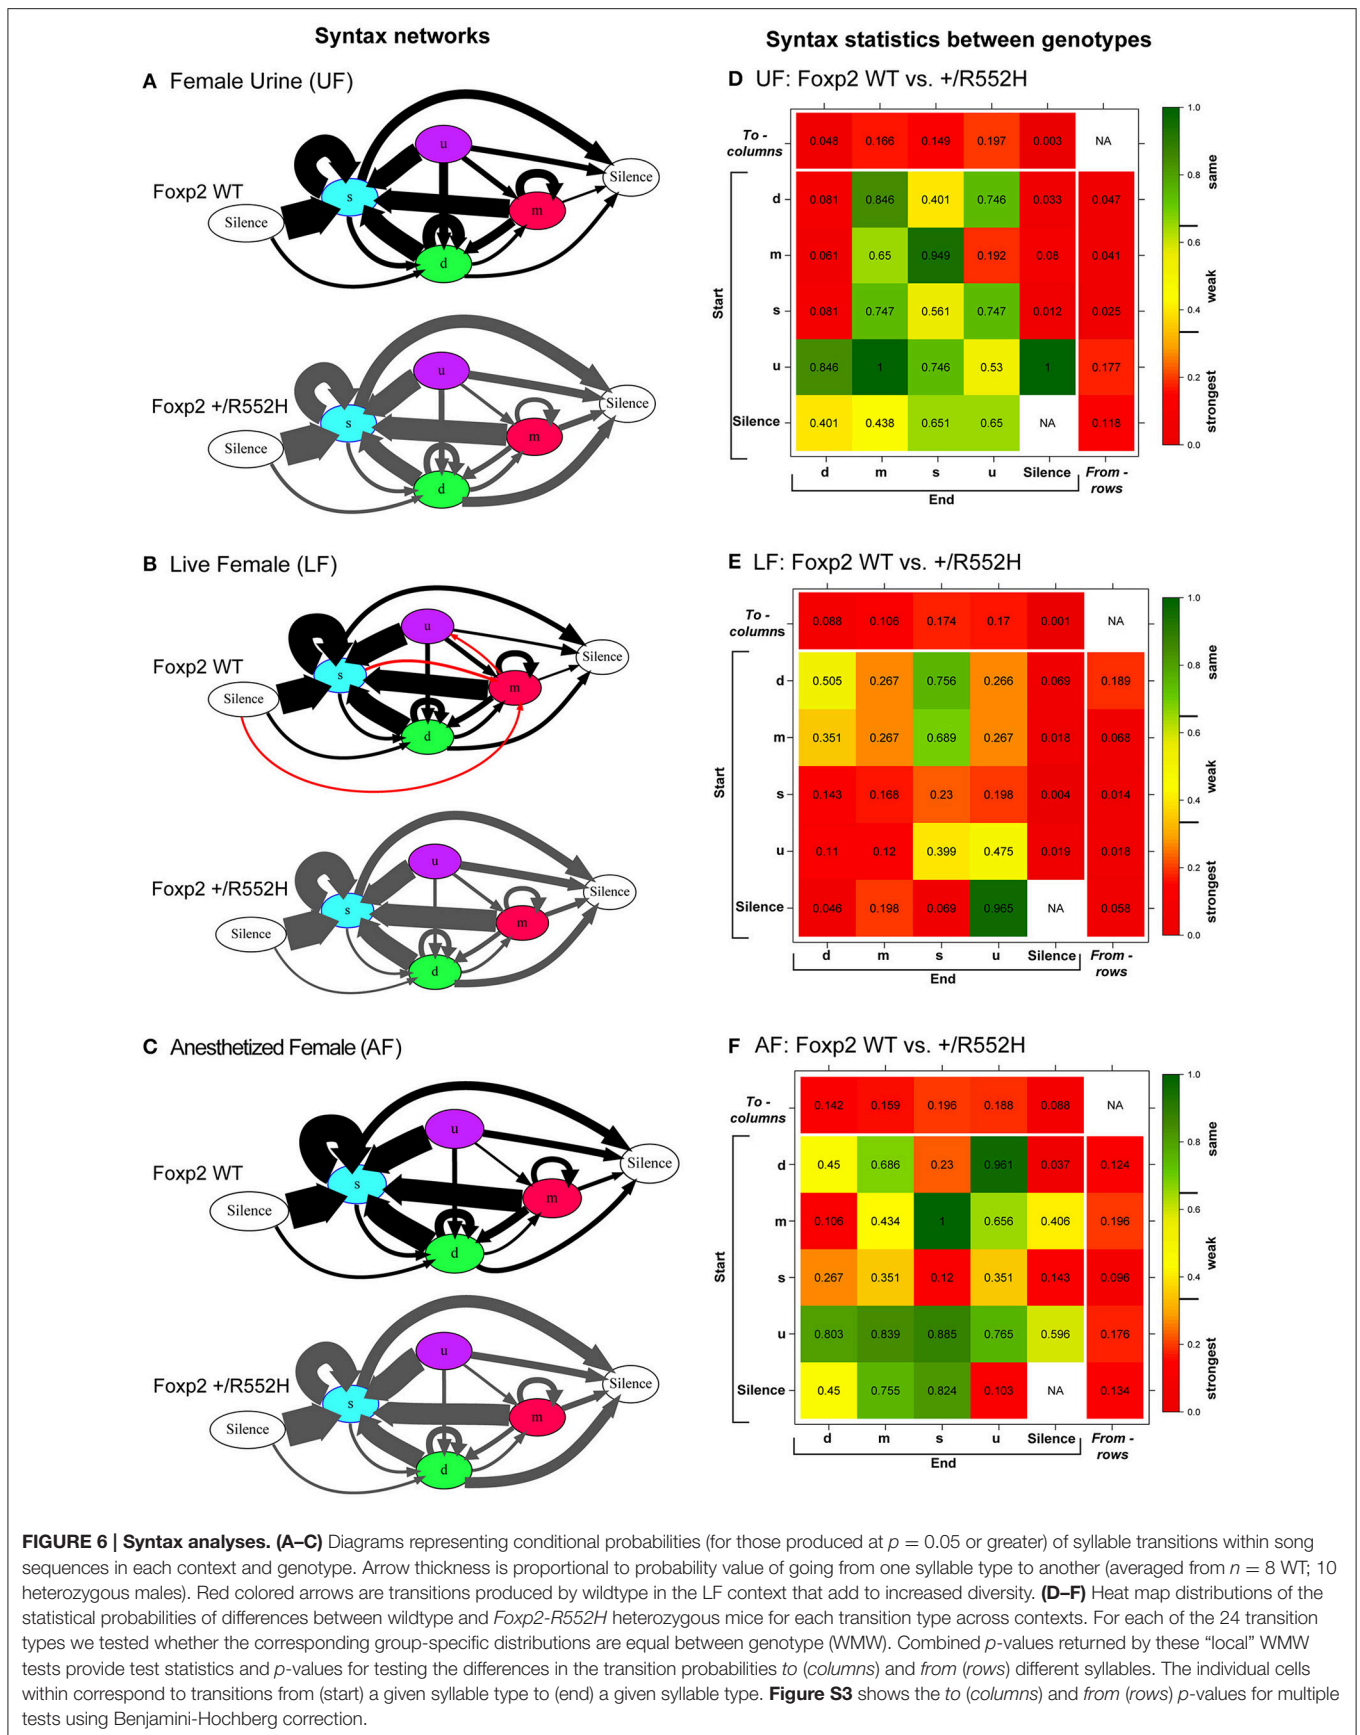 Syntax networks
Syntax statistics between genotypes
A Female Urine (UF)
u
s
m
d
Silence
Silence
Foxp2 WT
u
s
m
d
Silence
Silence
Foxp2 +/R552H
D UF: Foxp2 WT vs. +/R552H
To - columns 0.048 0.166 0.149 0.197 0.003 NA
d 0.081 0.846 0.401 0.746 0.033 0.047
m 0.061 0.65 0.949 0.192 0.08 0.041
s 0.081 0.747 0.561 0.747 0.012 0.025
u 0.846 1 0.746 0.53 1 0.177
Silence 0.401 0.438 0.651 0.65 NA 0.118
d m s u Silence From - rows
Start
End
1.0
0.8
0.6
0.4
0.2
0.0
same
weak
strongest
B Live Female (LF)
u
s
m
d
Silence
Silence
Foxp2 WT
u
s
m
d
Silence
Silence
Foxp2 +/R552H
E LF: Foxp2 WT vs. +/R552H
To - columns 0.088 0.106 0.174 0.17 0.001 NA
d 0.505 0.267 0.756 0.266 0.069 0.189
m 0.351 0.267 0.689 0.267 0.018 0.068
s 0.143 0.168 0.23 0.198 0.004 0.014
u 0.11 0.12 0.399 0.475 0.019 0.018
Silence 0.046 0.198 0.069 0.965 NA 0.058
d m s u Silence From - rows
Start
End
1.0
0.8
0.6
0.4
0.2
0.0
same
weak
strongest
C Anesthetized Female (AF)
u
s
m
d
Silence
Silence
Foxp2 WT
u
s
m
d
Silence
Silence
Foxp2 +/R552H
F AF: Foxp2 WT vs. +/R552H
To - columns 0.142 0.159 0.196 0.188 0.088 NA
d 0.45 0.686 0.23 0.961 0.037 0.124
m 0.106 0.434 1 0.656 0.406 0.196
s 0.267 0.351 0.12 0.351 0.143 0.096
u 0.803 0.839 0.885 0.765 0.596 0.176
Silence 0.45 0.755 0.824 0.103 NA 0.134
d m s u Silence From - rows
Start
End
1.0
0.8
0.6
0.4
0.2
0.0
same
weak
strongest
FIGURE 6 | Syntax analyses. (A–C) Diagrams representing conditional probabilities (for those produced at p = 0.05 or greater) of syllable transitions within song
sequences in each context and genotype. Arrow thickness is proportional to probability value of going from one syllable type to another (averaged from n = 8 WT; 10
heterozygous males). Red colored arrows are transitions produced by wildtype in the LF context that add to increased diversity. (D–F) Heat map distributions of the
statistical probabilities of differences between wildtype and Foxp2-R552H heterozygous mice for each transition type across contexts. For each of the 24 transition
types we tested whether the corresponding group-specific distributions are equal between genotype (WMW). Combined p-values returned by these “local” WMW
tests provide test statistics and p-values for testing the differences in the transition probabilities to (columns) and from (rows) different syllables. The individual cells
within correspond to transitions from (start) a given syllable type to (end) a given syllable type. Figure S3 shows the to (columns) and from (rows) p-values for multiple
tests using Benjamini-Hochberg correction.